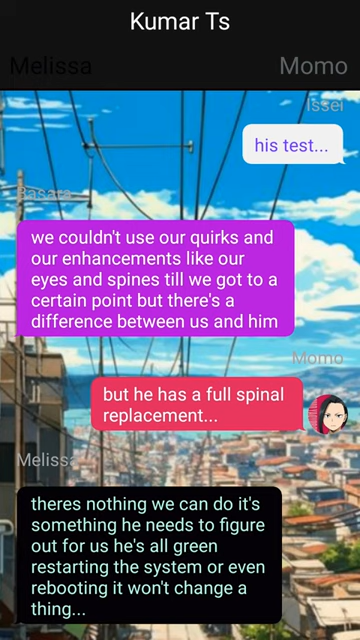 Kumar Ts
Melissa
Momo
Issei
his test...
Basara
we couldn't use our quirks and
our enhancements like our
eyes and spines till we got to a
certain point but there's a
difference between us and him
Momo
but he has a full spinal
replacement...
Melissa
theres nothing we can do it's
something he needs to figure
out for us he's all green
restarting the system or even
rebooting it won't change a
thing...